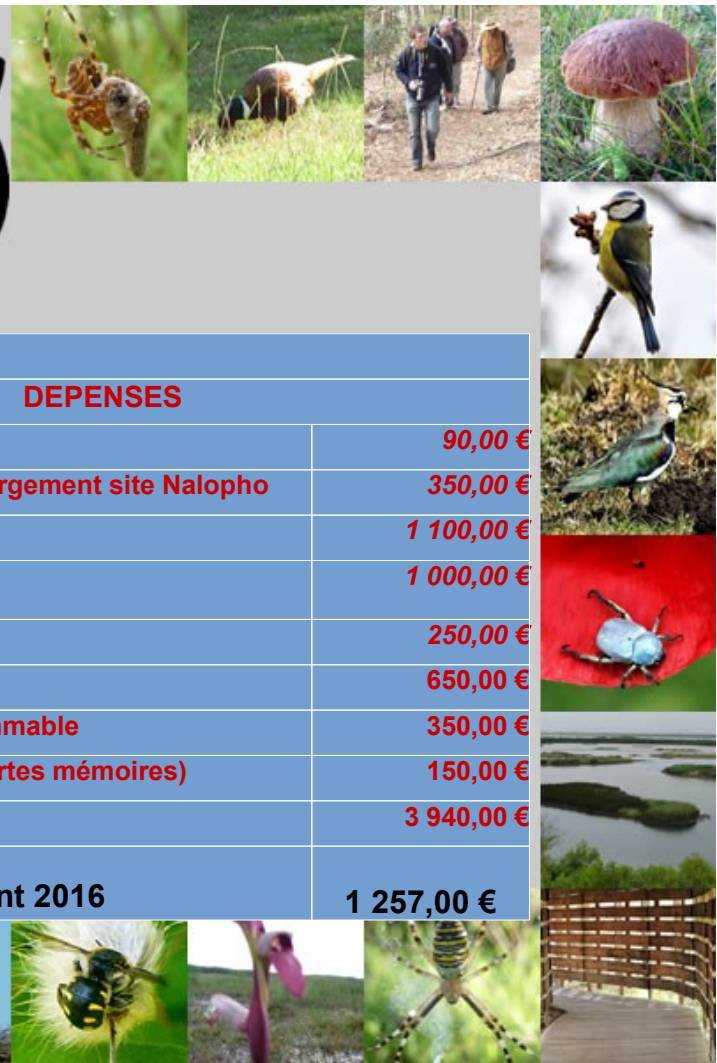 DEPENSES
90,00 €
rgement site Nalopho 350,00 €
1 100,00 €
1 000,00 €
250,00 €
650,00 €
mable 350,00 €
rtes mémoires) 150,00 €
3 940,00 €
nt 2016 1 257,00 €